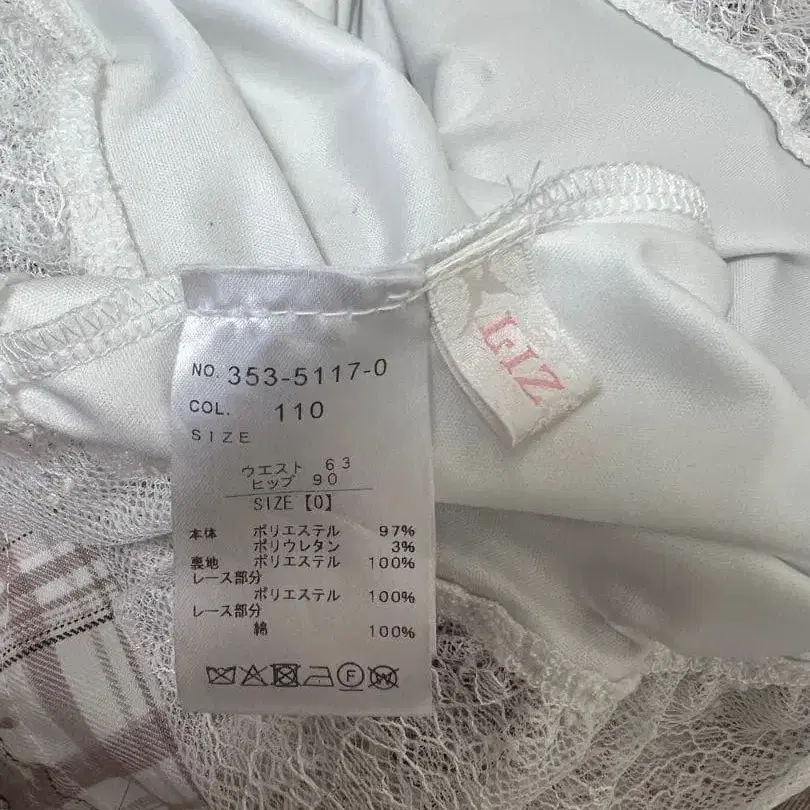 NO. 353-5117-0
COL. 110
SIZE
ウエスト 63
ヒップ 90
SIZE【0】
本体 ポリエステル 97%
ポリウレタン 3%
裏地 ポリエステル 100%
レース部分
ポリエステル 100%
レース部分
綿 100%
F
W
LIZ